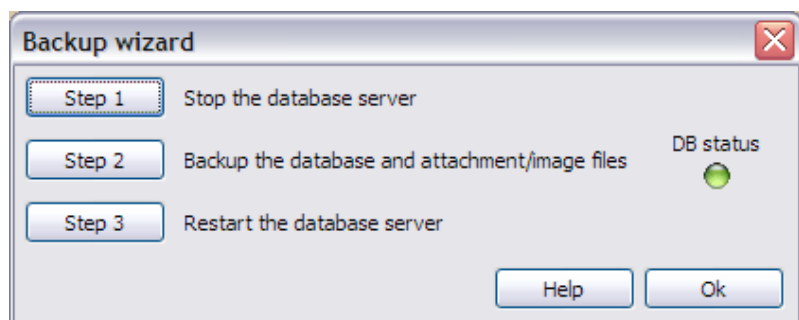 Backup wizard
Step 1 Stop the database server
DB status
Step 2 Backup the database and attachment/image files
Step 3 Restart the database server
Help Ok